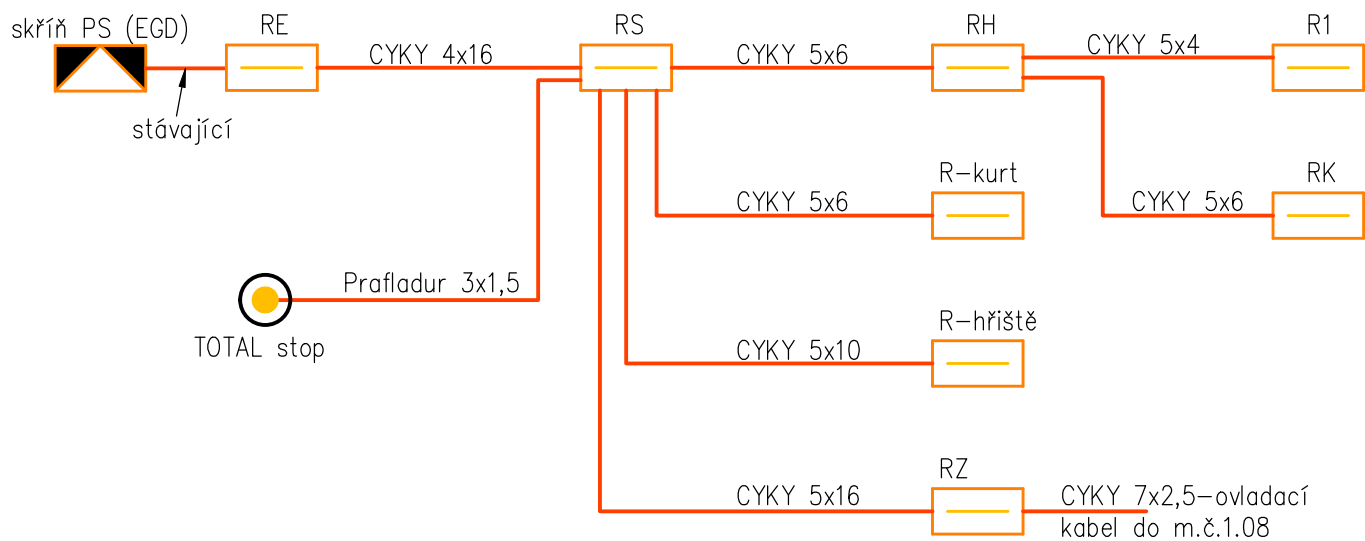 skříň PS (EGD)
RE
RS
RH
R1
CYKY 4x16
CYKY 5x6
CYKY 5x4
stávající
R-kurt
RK
CYKY 5x6
CYKY 5x6
Prafladur 3x1,5
TOTAL stop
R-hřiště
CYKY 5x10
RZ
CYKY 5x16
CYKY 7x2,5-ovladací
kabel do m.č.1.08